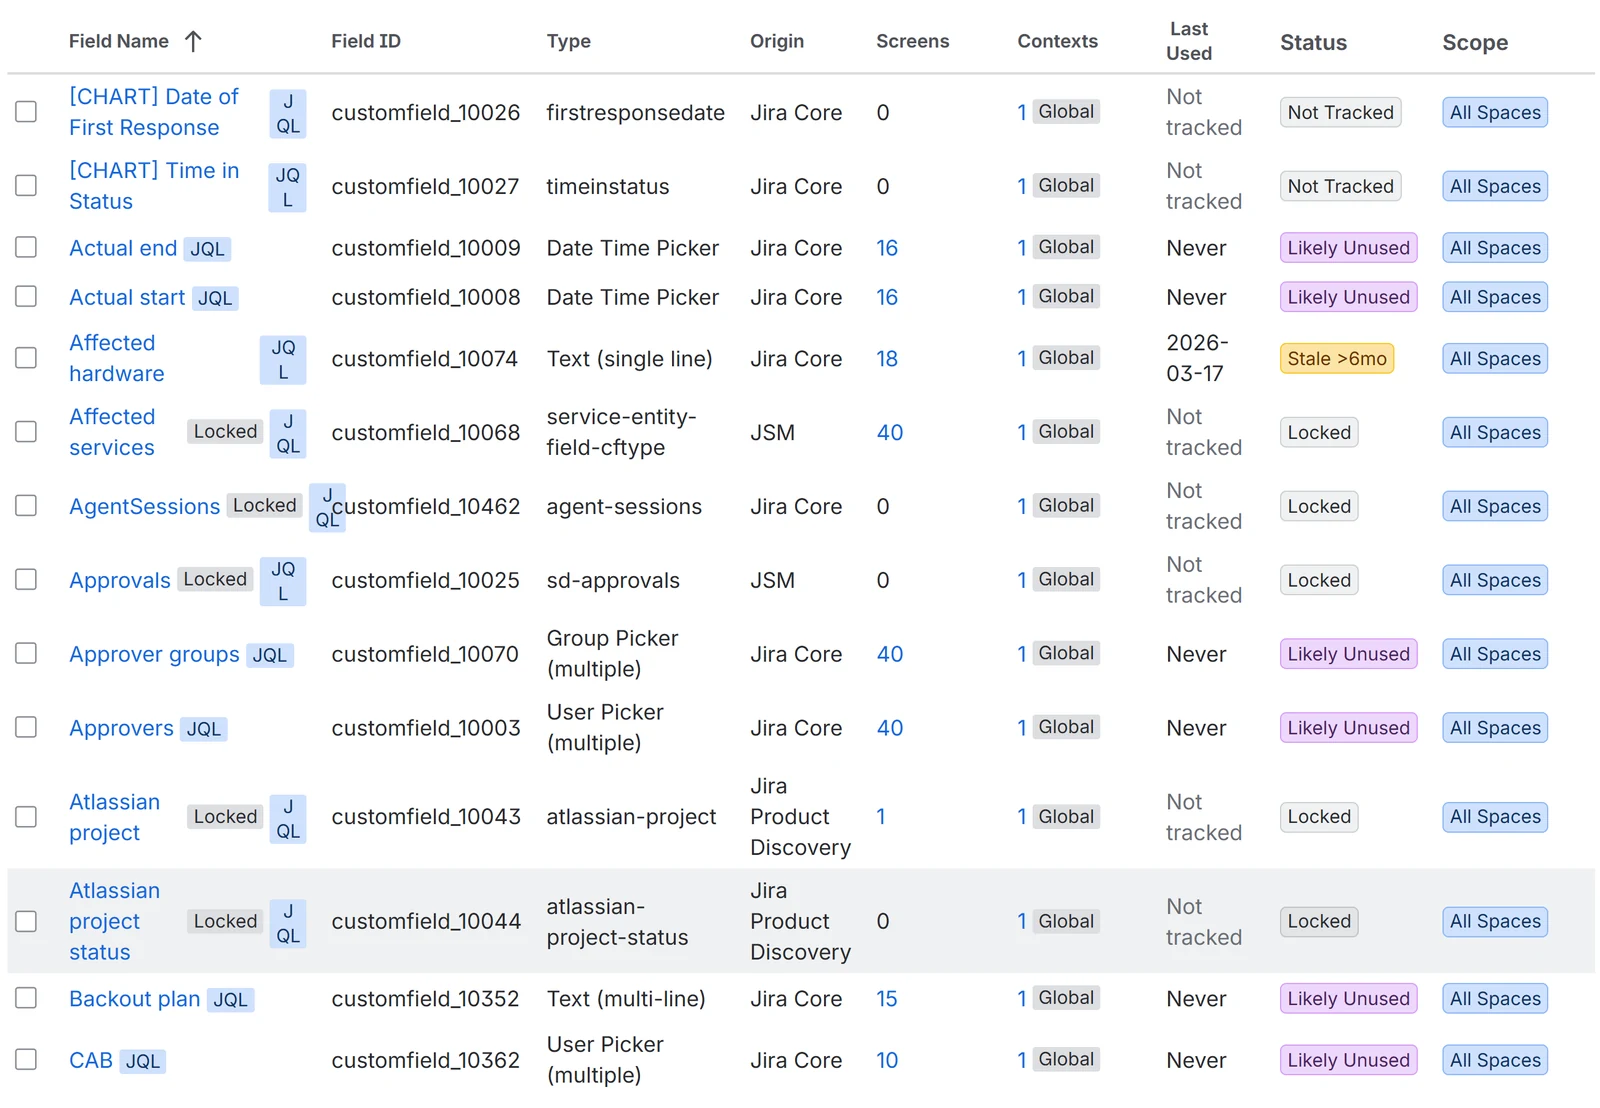 Field Name ↑ Field ID Type Origin Screens Contexts Last Used Status Scope
[CHART] Date of First Response JQL customfield_10026 firstresponsedate Jira Core 0 1 Global Not tracked Not Tracked All Spaces
[CHART] Time in Status JQL customfield_10027 timeinstatus Jira Core 0 1 Global Not tracked Not Tracked All Spaces
Actual end JQL customfield_10009 Date Time Picker Jira Core 16 1 Global Never Likely Unused All Spaces
Actual start JQL customfield_10008 Date Time Picker Jira Core 16 1 Global Never Likely Unused All Spaces
Affected hardware JQL customfield_10074 Text (single line) Jira Core 18 1 Global 2026-03-17 Stale >6mo All Spaces
Affected services Locked JQL customfield_10068 service-entity-field-cftype JSM 40 1 Global Not tracked Locked All Spaces
AgentSessions Locked JQL customfield_10462 agent-sessions Jira Core 0 1 Global Not tracked Locked All Spaces
Approvals Locked JQL customfield_10025 sd-approvals JSM 0 1 Global Not tracked Locked All Spaces
Approver groups JQL customfield_10070 Group Picker (multiple) Jira Core 40 1 Global Never Likely Unused All Spaces
Approvers JQL customfield_10003 User Picker (multiple) Jira Core 40 1 Global Never Likely Unused All Spaces
Atlassian project Locked JQL customfield_10043 atlassian-project Jira Product Discovery 1 1 Global Not tracked Locked All Spaces
Atlassian project status Locked JQL customfield_10044 atlassian-project-status Jira Product Discovery 0 1 Global Not tracked Locked All Spaces
Backout plan JQL customfield_10352 Text (multi-line) Jira Core 15 1 Global Never Likely Unused All Spaces
CAB JQL customfield_10362 User Picker (multiple) Jira Core 10 1 Global Never Likely Unused All Spaces